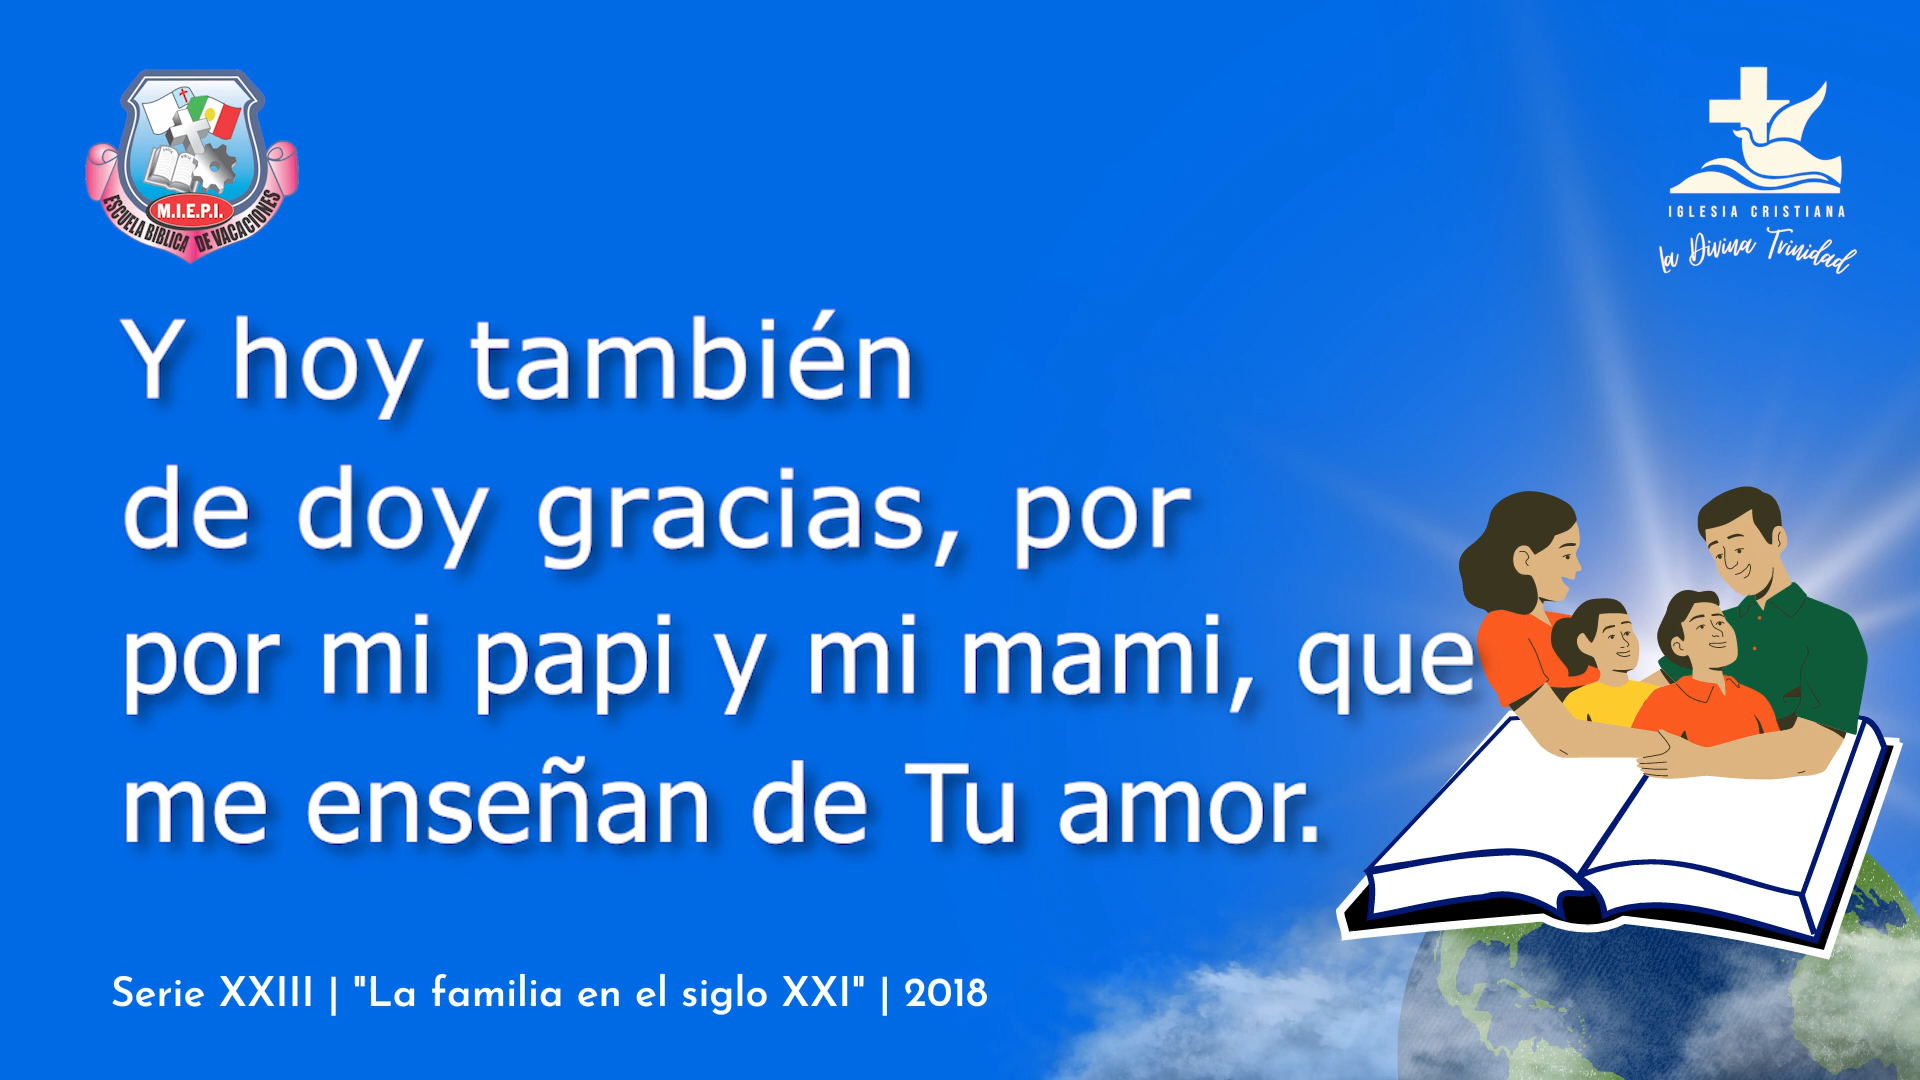 M.I.E.P.I.
ESCUELA BIBLICA DE VACACIONES
IGLESIA CRISTIANA
La Divina Trinidad
Y hoy también
de doy gracias, por
por mi papi y mi mami, que
me enseñan de Tu amor.
Serie XXIII | "La familia en el siglo XXI" | 2018